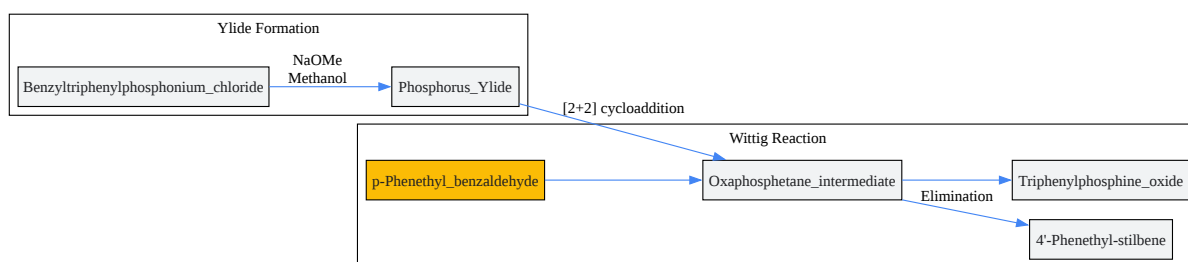 Ylide Formation
Benzyltriphenylphosphonium_chloride
NaOMe
Methanol
Phosphorus_Ylide
[2+2] cycloaddition
Wittig Reaction
p-Phenethyl_benzaldehyde
Oxaphosphetane_intermediate
Triphenylphosphine_oxide
Elimination
4'-Phenethyl-stilbene